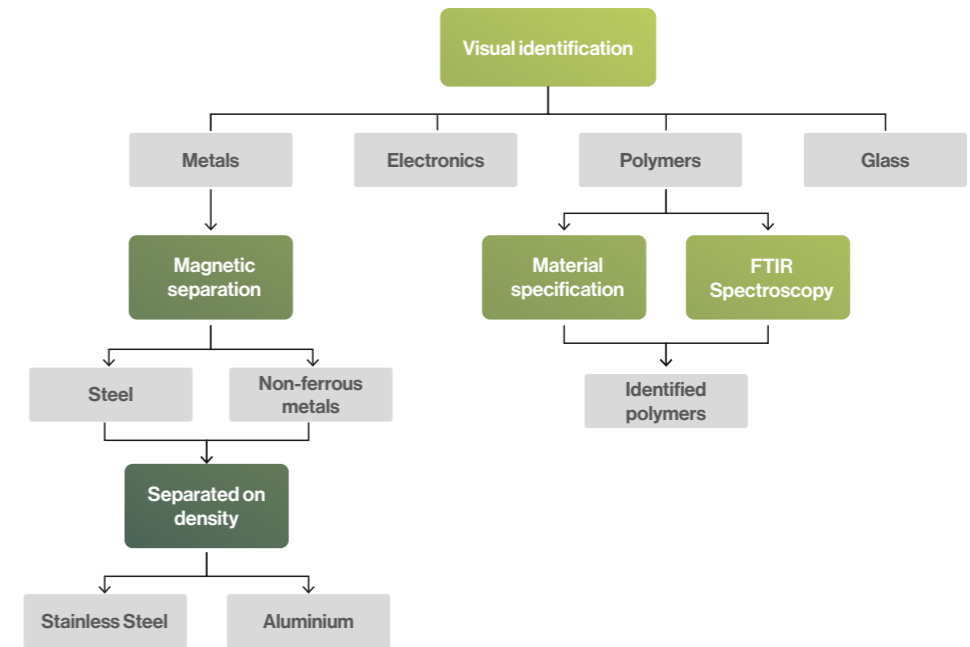 Visual identification
Metals
Electronics
Polymers
Glass
Magnetic
separation
Material
specification
FTIR
Spectroscopy
Steel
Non-ferrous
metals
Identified
polymers
Separated on
density
Stainless Steel
Aluminium